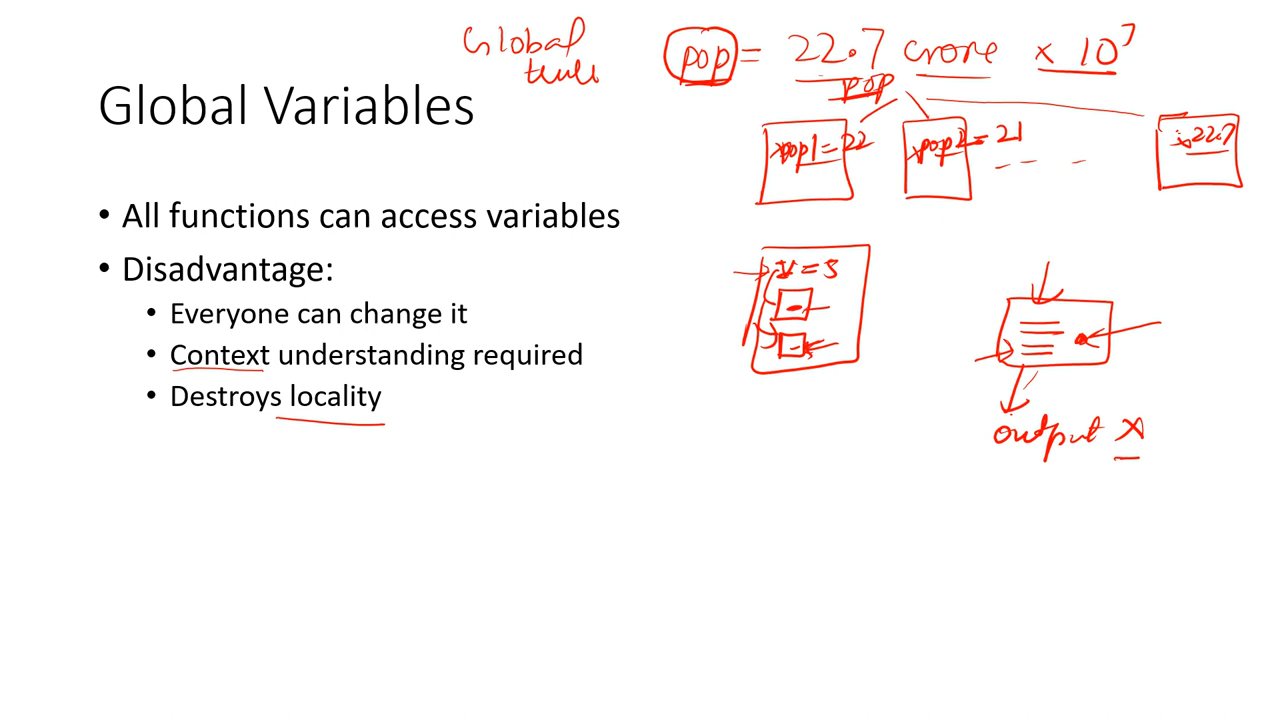 Global
pop = 22.7 crore × 10⁷
pop
Global Variables
pop1 = 22
pop2 = 21
22.7
• All functions can access variables
• Disadvantage:
= 5
• Everyone can change it
• Context understanding required
• Destroys locality
output X